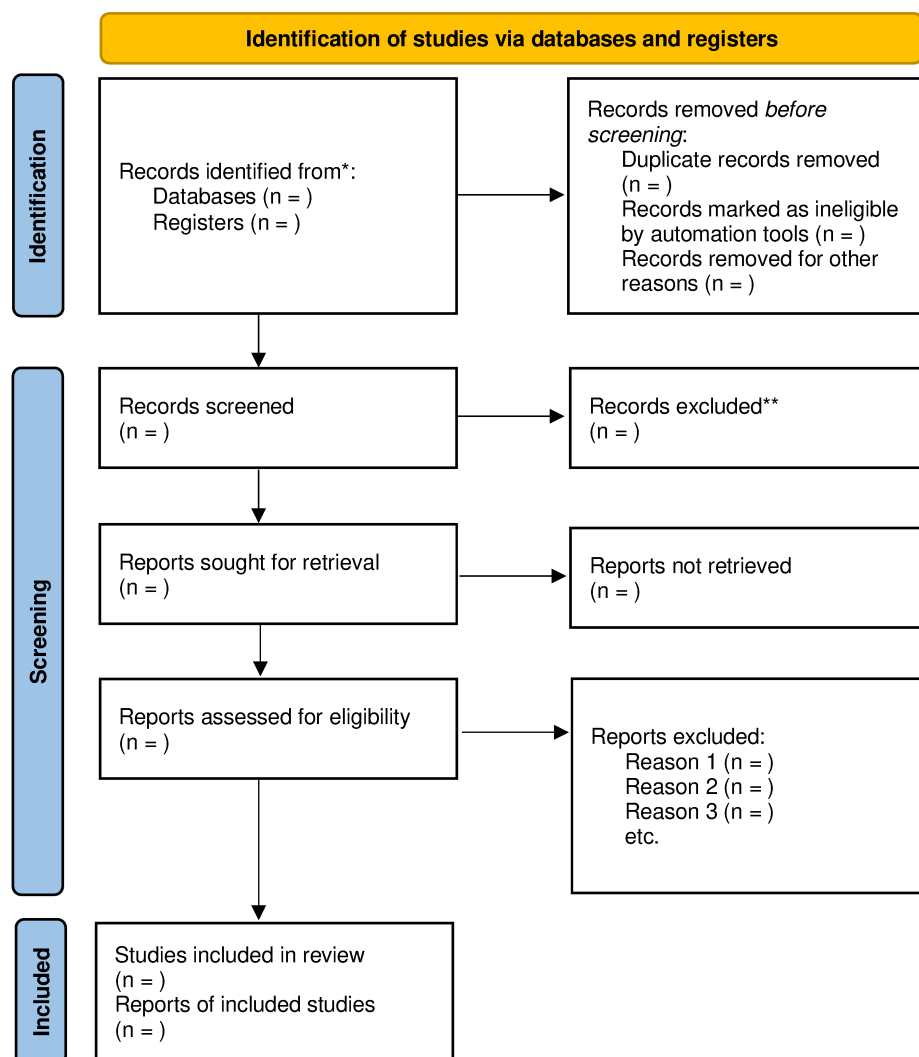 Identification of studies via databases and registers
Identification
Records identified from*:
Databases (n = )
Registers (n = )
Records removed before
screening:
Duplicate records removed
(n = )
Records marked as ineligible
by automation tools (n = )
Records removed for other
reasons (n = )
Screening
Records screened
(n = )
Records excluded**
(n = )
Reports sought for retrieval
(n = )
Reports not retrieved
(n = )
Reports assessed for eligibility
(n = )
Reports excluded:
Reason 1 (n = )
Reason 2 (n = )
Reason 3 (n = )
etc.
Included
Studies included in review
(n = )
Reports of included studies
(n = )